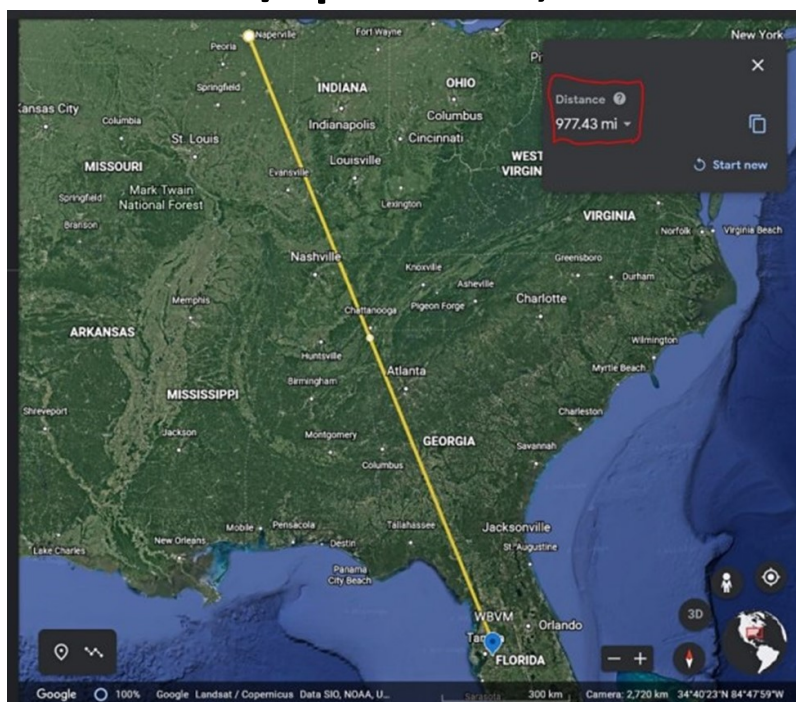 New York
Fort Wayne
Naperville
Peoria
Springfield
INDIANA
OHIO
Distance
977.43 mi
Start new
Kansas City
Columbia
Indianapolis
Columbus
Cincinnati
St. Louis
MISSOURI
Louisville
WEST
VIRGIN
Evansville
Mark Twain
National Forest
Springfield
Lexington
Branson
VIRGINIA
Norfolk
Virginia Beach
Nashville
Greensboro
Knoxville
Durham
Asheville
Memphis
Chattanooga
Pigeon Forge
Charlotte
ARKANSAS
Wilmington
Huntsville
Atlanta
Myrtle Beach
Birmingham
MISSISSIPPI
Shreveport
Charleston
Jackson
Montgomery
GEORGIA
Savannah
Columbus
Mobile
Pensacola
Tallahassee
Jacksonville
New Orleans
Destin
St. Augustine
Lake Charles
Panama
City Beach
WBVM
Orlando
3D
FLORIDA
Sarasota
Google 100% Google Landsat / Copernicus Data SIO, NOAA, U... 300 km Camera: 2,720 km 34°40'23"N 84°47'59"W